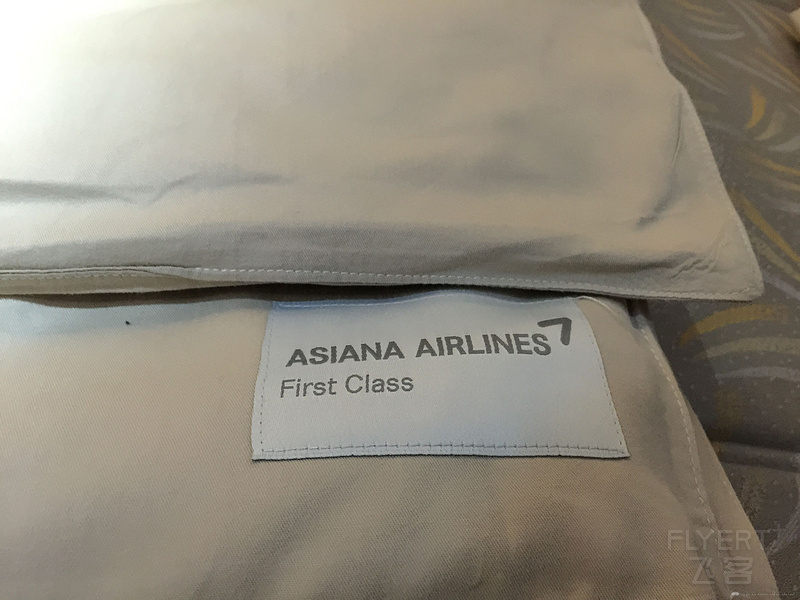 ASIANA AIRLINES
First Class
FLYERT
飞客